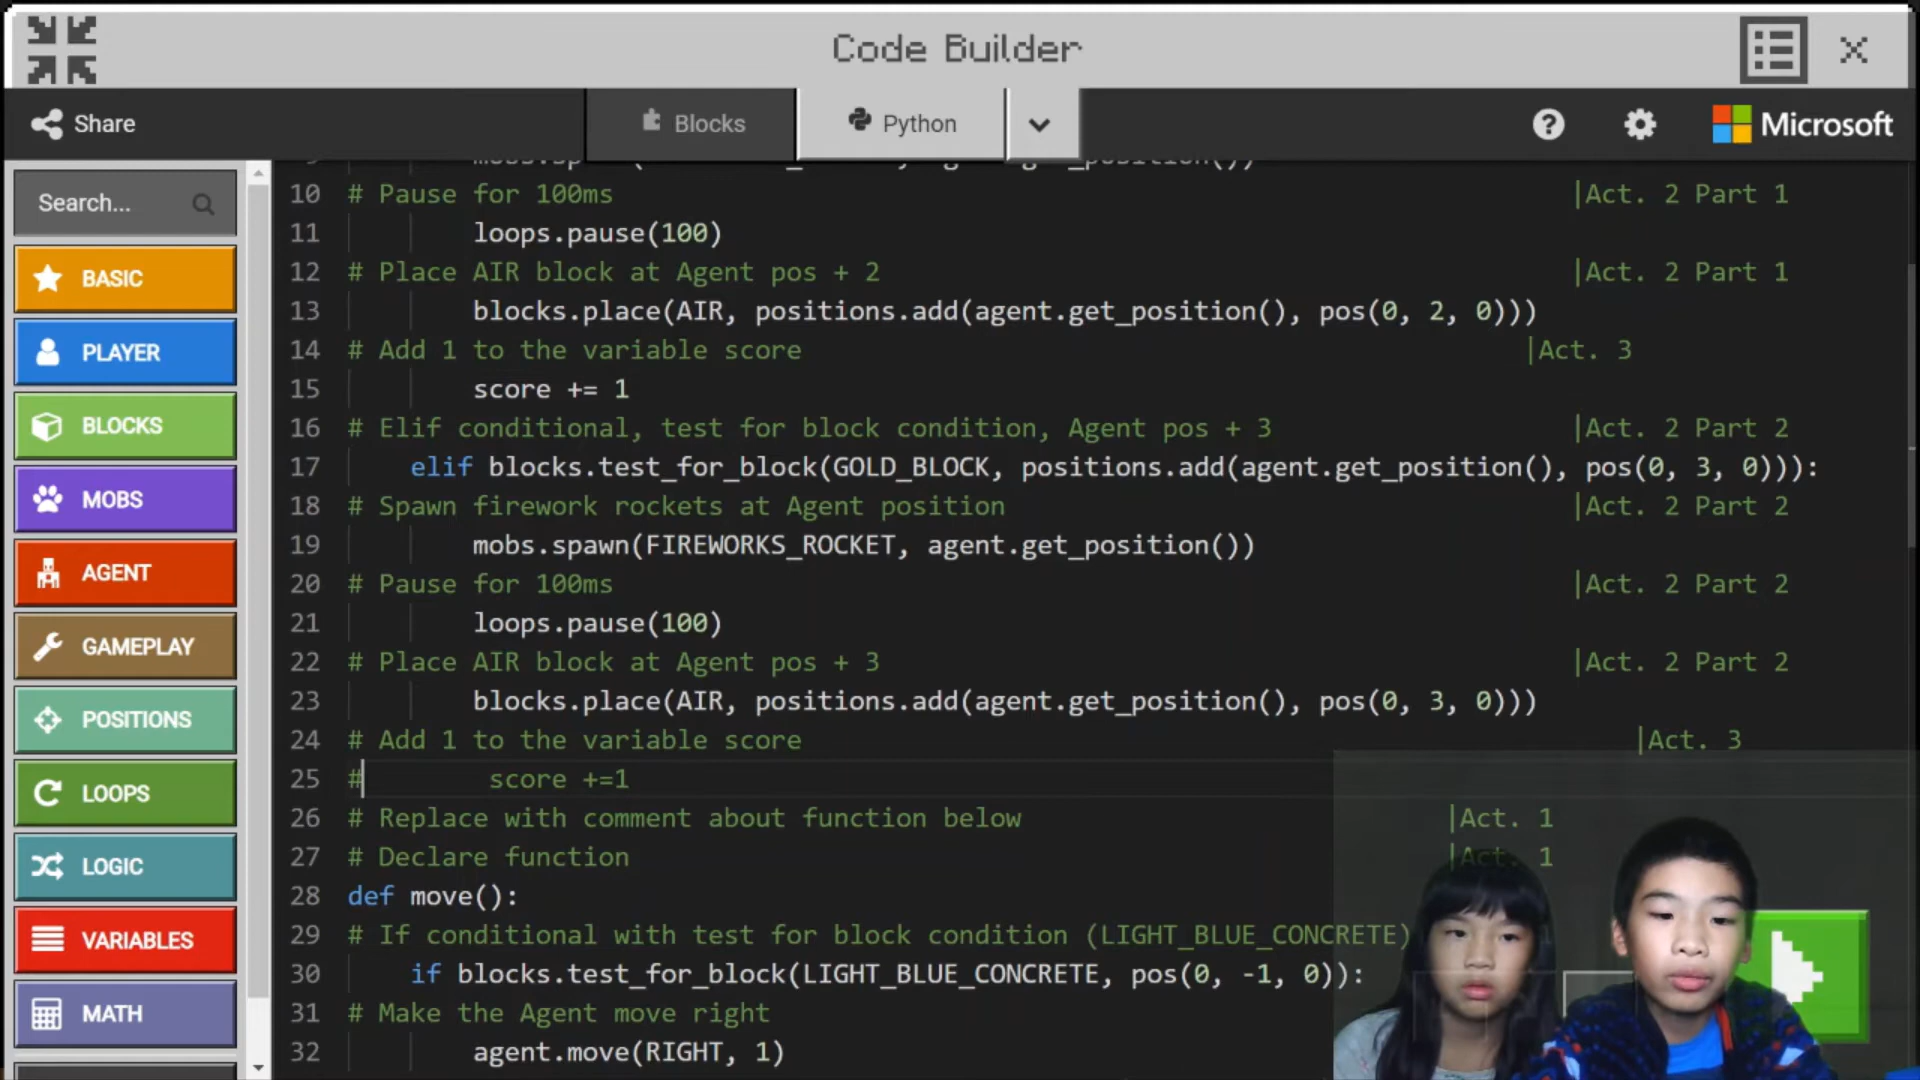 Code Builder
Share
Blocks
Python
?
Microsoft
Search...
BASIC
PLAYER
BLOCKS
MOBS
AGENT
GAMEPLAY
POSITIONS
LOOPS
LOGIC
VARIABLES
MATH
10 # Pause for 100ms |Act. 2 Part 1
11 loops.pause(100)
12 # Place AIR block at Agent pos + 2 |Act. 2 Part 1
13 blocks.place(AIR, positions.add(agent.get_position(), pos(0, 2, 0)))
14 # Add 1 to the variable score |Act. 3
15 score += 1
16 # Elif conditional, test for block condition, Agent pos + 3 |Act. 2 Part 2
17 elif blocks.test_for_block(GOLD_BLOCK, positions.add(agent.get_position(), pos(0, 3, 0))):
18 # Spawn firework rockets at Agent position |Act. 2 Part 2
19 mobs.spawn(FIREWORKS_ROCKET, agent.get_position())
20 # Pause for 100ms |Act. 2 Part 2
21 loops.pause(100)
22 # Place AIR block at Agent pos + 3 |Act. 2 Part 2
23 blocks.place(AIR, positions.add(agent.get_position(), pos(0, 3, 0)))
24 # Add 1 to the variable score |Act. 3
25 # score +=1
26 # Replace with comment about function below |Act. 1
27 # Declare function |Act. 1
28 def move():
29 # If conditional with test for block condition (LIGHT_BLUE_CONCRETE)
30 if blocks.test_for_block(LIGHT_BLUE_CONCRETE, pos(0, -1, 0)):
31 # Make the Agent move right
32 agent.move(RIGHT, 1)